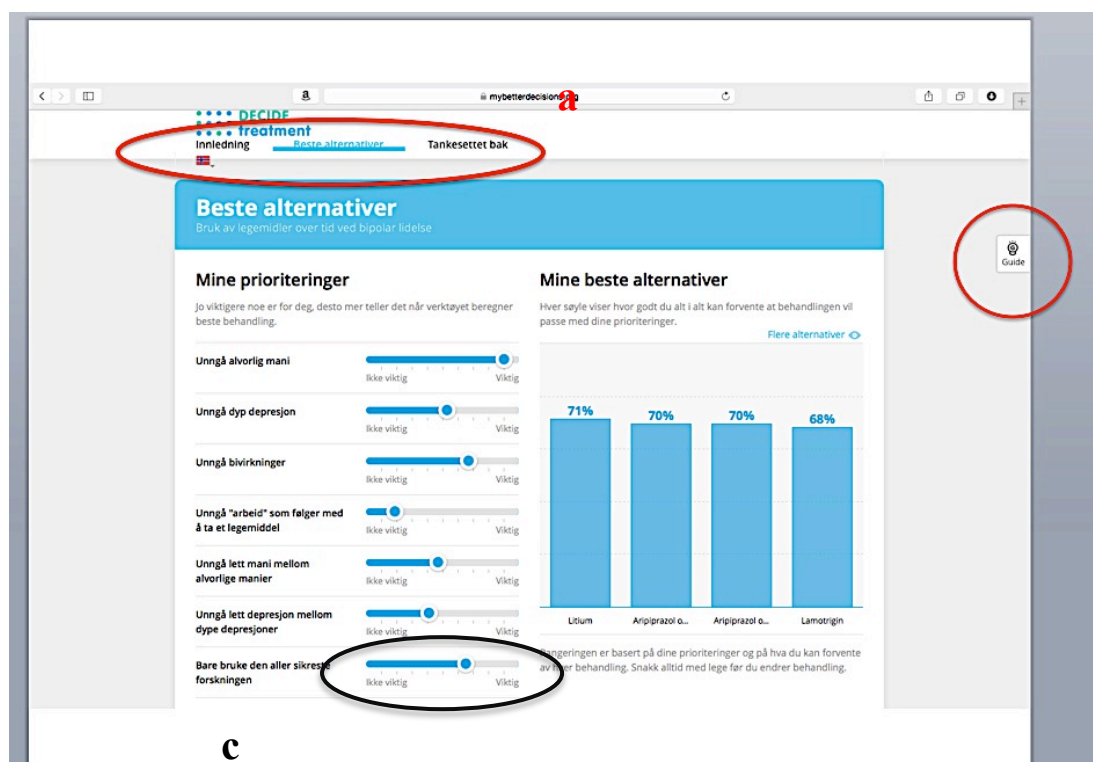 a
mybetterdecisions.org
DECIDE
treatment
Innledning
Beste alternativer
Tankesettet bak
Beste alternativer
Bruk av legemidler over tid ved bipolar lidelse
Guide
Mine prioriteringer
Jo viktigere noe er for deg, desto mer teller det når verktøyet beregner
beste behandling.
Unngå alvorlig mani
Ikke viktig
Viktig
Unngå dyp depresjon
Ikke viktig
Viktig
Unngå bivirkninger
Ikke viktig
Viktig
Unngå "arbeid" som følger med
å ta et legemiddel
Ikke viktig
Viktig
Unngå lett mani mellom
alvorlige manier
Ikke viktig
Viktig
Unngå lett depresjon mellom
dype depresjoner
Ikke viktig
Viktig
Bare bruke den aller sikreste
forskningen
Ikke viktig
Viktig
Mine beste alternativer
Hver søyle viser hvor godt du alt i alt kan forvente at behandlingen vil
passe med dine prioriteringer.
Flere alternativer
71%
70%
70%
68%
Litium
Aripiprazol o...
Aripiprazol o...
Lamotrigin
Rangeringen er basert på dine prioriteringer og på hva du kan forvente
av hver behandling. Snakk alltid med lege før du endrer behandling.
a
c